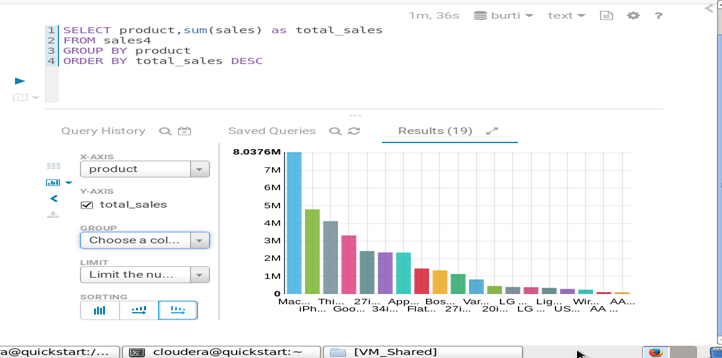 1m, 36s burti text ?
1 SELECT product,sum(sales) as total_sales
2 FROM sales4
3 GROUP BY product
4 ORDER BY total_sales DESC
Query History Saved Queries Results (19)
X-AXIS
product
Y-AXIS
total_sales
GROUP
Choose a col...
LIMIT
Limit the nu...
SORTING
8.0376M
7M
6M
5M
4M
3M
2M
1M
0
Mac... Thi... 27i... App... Bos... Var... LG ... Lig... Wir... AA...
iPh... Goo... 34i... Flat... 27i... 20i... LG ... US... AA ...
a@quickstart:/... cloudera@quickstart:~ [VM_Shared]